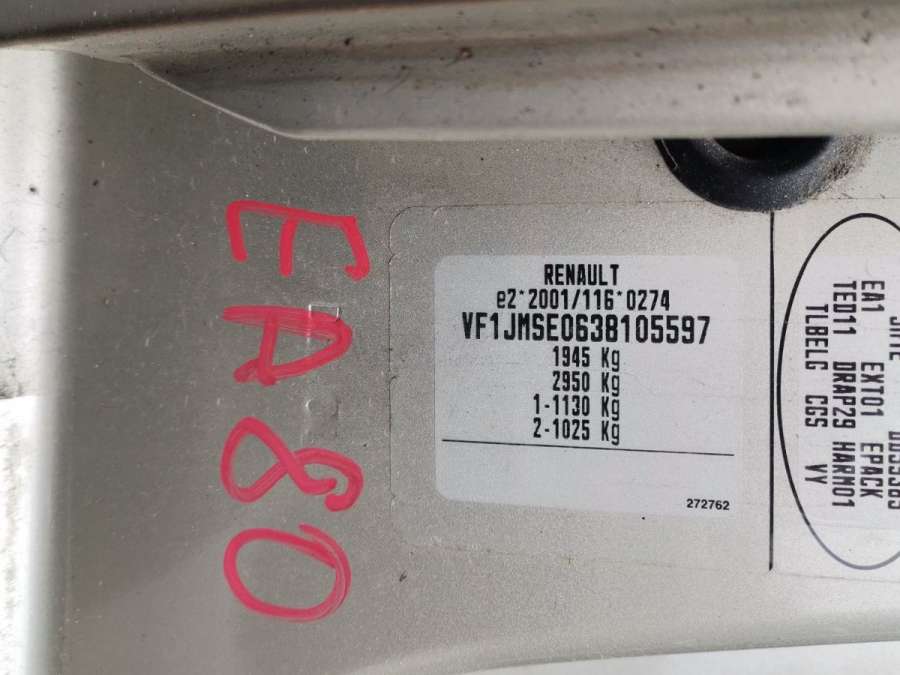 EA80
RENAULT
e2*2001/116*0274
VF1JMSE0638105597
1945 Kg
2950 Kg
1-1130 Kg
2-1025 Kg
272762
EA1 EXT01 EPACK
TED11 DRAP29 HARM01
TLBELG CGS VY